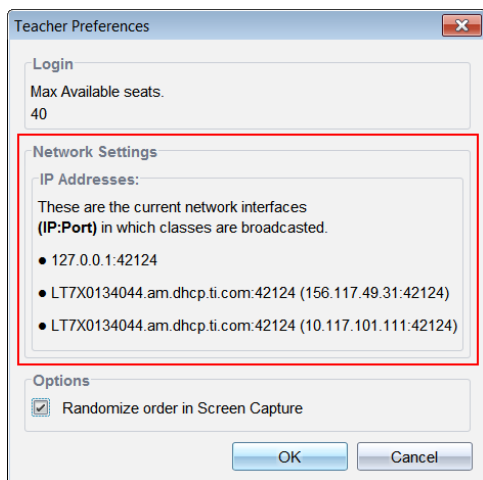 Teacher Preferences
Login
Max Available seats.
40
Network Settings
IP Addresses:
These are the current network interfaces
(IP:Port) in which classes are broadcasted.
● 127.0.0.1:42124
● LT7X0134044.am.dhcp.ti.com:42124 (156.117.49.31:42124)
● LT7X0134044.am.dhcp.ti.com:42124 (10.117.101.111:42124)
Options
Randomize order in Screen Capture
OK Cancel